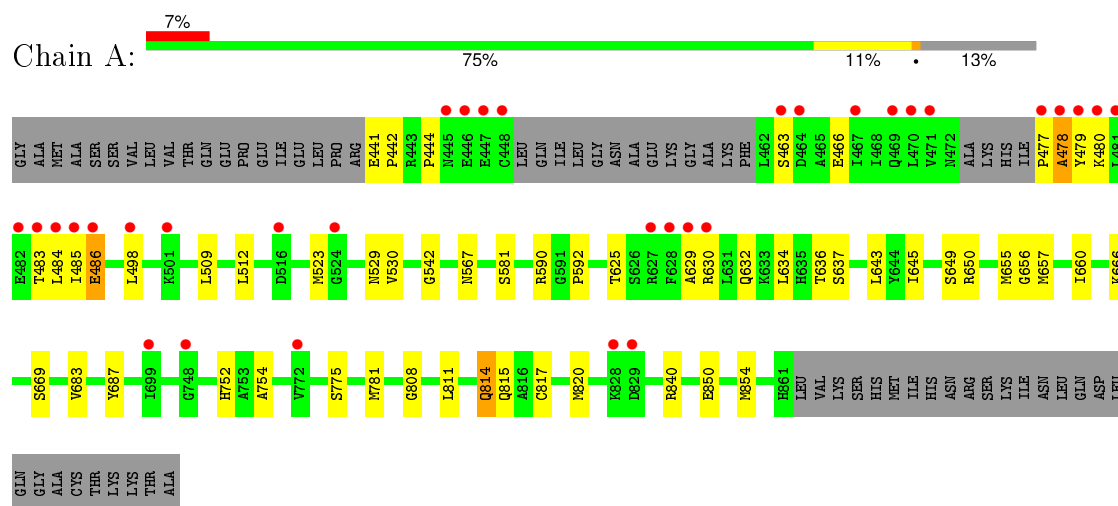 7%
Chain A:
75% 11% • 13%
GLY ALA MET ALA SER SER VAL LEU VAL THR GLN GLU PRO GLU ILE GLU LEU PRO ARG E441 P442 R443 P444 N445 E446 E447 C448 LEU GLN ILE LEU GLY ASN ALA GLU LYS GLY ALA LYS PHE L462 S463 D464 A465 E466 I467 I468 Q469 L470 V471 N472 ALA LYS HIS ILE P477 A478 Y479 K480 L481
E482 T483 L484 I485 E486 L498 K501 L509 L512 D516 M523 G524 N529 V530 G542 N567 S581 R590 G591 P592 T625 S626 R627 F628 A629 R630 L631 Q632 K633 L634 H635 T636 S637 L643 Y644 I645 S649 R650 M655 G656 M657 I660 K666
S669 V683 Y687 I699 G748 H752 A753 A754 V772 S775 M781 G808 L811 Q814 Q815 A816 C817 M820 K828 D829 R840 E850 M854 H861 LEU VAL LYS SER HIS MET ILE HIS ASN ARG SER LYS ILE ASN LEU GLN ASP LEU
GLN GLY ALA CYS THR LYS LYS THR ALA